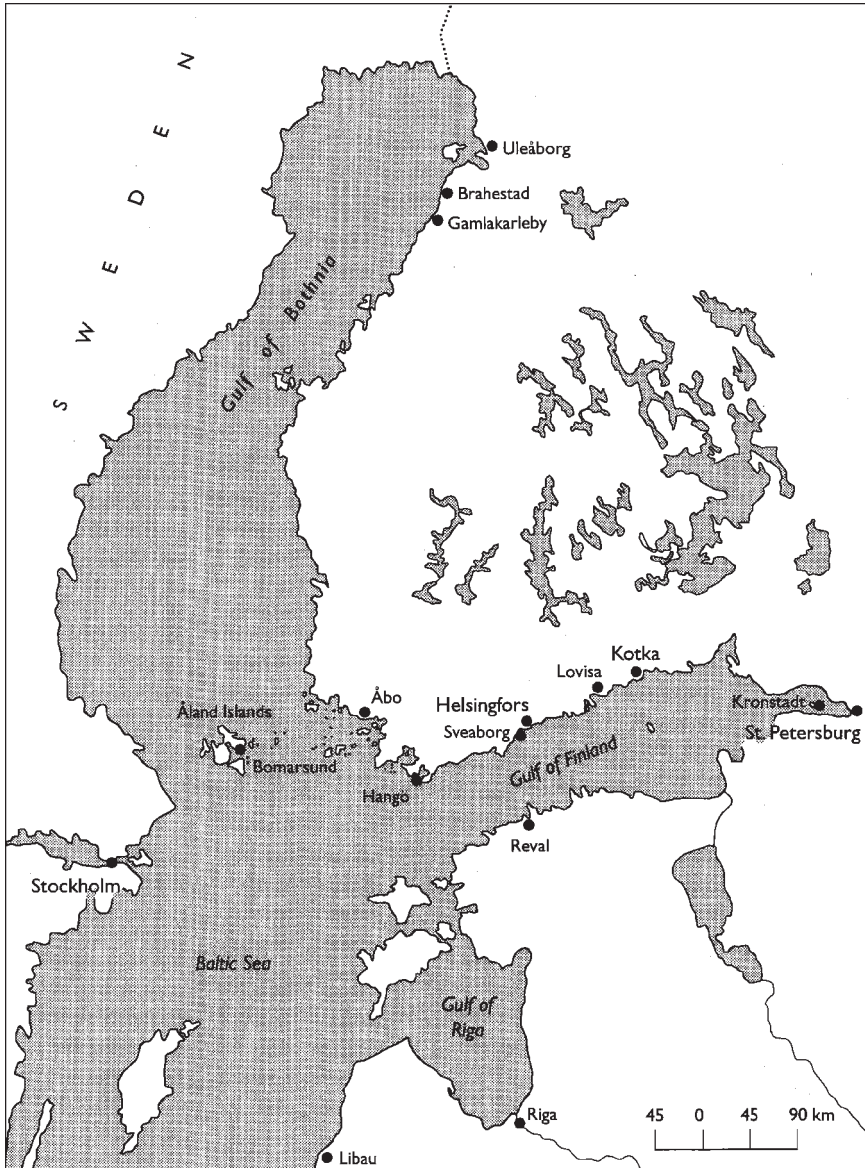 SWEDEN
Uleåborg
Brahestad
Gamlakarleby
Gulf of Bothnia
Kotka
Lovisa
Åbo
Helsingfors
Kronstadt
Åland Islands
Sveaborg
St. Petersburg
Bomarsund
Gulf of Finland
Hangö
Reval
Stockholm
Baltic Sea
Gulf of
Riga
Riga
45 0 45 90 km
Libau